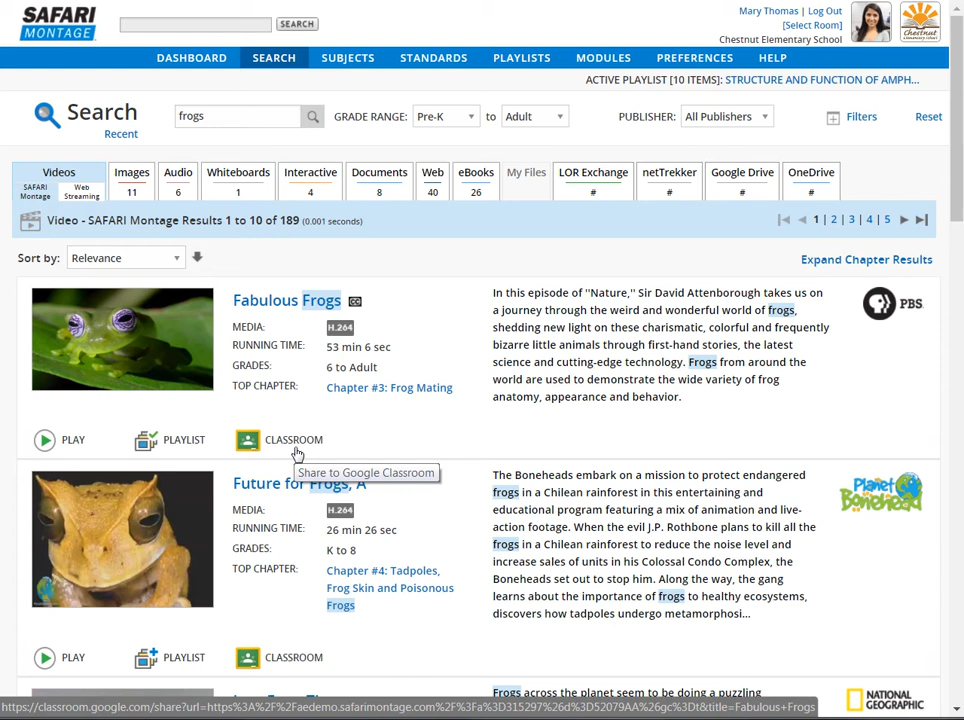 SAFARI
MONTAGE
SEARCH
Mary Thomas | Log Out
[Select Room]
Chestnut Elementary School
Chestnut
DASHBOARD SEARCH SUBJECTS STANDARDS PLAYLISTS MODULES PREFERENCES HELP
ACTIVE PLAYLIST [10 ITEMS]: STRUCTURE AND FUNCTION OF AMPH...
Search
Recent
frogs
GRADE RANGE: Pre-K to Adult
PUBLISHER: All Publishers
Filters
Reset
Videos Images Audio Whiteboards Interactive Documents Web eBooks My Files LOR Exchange netTrekker Google Drive OneDrive
SAFARI Montage Web Streaming 11 6 1 4 8 40 26 # # # #
Video - SAFARI Montage Results 1 to 10 of 189 (0.001 seconds)
1 | 2 | 3 | 4 | 5
Sort by: Relevance
Expand Chapter Results
Fabulous Frogs CC
MEDIA: H.264
RUNNING TIME: 53 min 6 sec
GRADES: 6 to Adult
TOP CHAPTER: Chapter #3: Frog Mating
In this episode of "Nature," Sir David Attenborough takes us on
a journey through the weird and wonderful world of frogs,
shedding new light on these charismatic, colorful and frequently
bizarre little animals through first-hand stories, the latest
science and cutting-edge technology. Frogs from around the
world are used to demonstrate the wide variety of frog
anatomy, appearance and behavior.
PBS.
PLAY PLAYLIST CLASSROOM
Share to Google Classroom
Future for Frogs, A
MEDIA: H.264
RUNNING TIME: 26 min 26 sec
GRADES: K to 8
TOP CHAPTER: Chapter #4: Tadpoles,
Frog Skin and Poisonous
Frogs
The Boneheads embark on a mission to protect endangered
frogs in a Chilean rainforest in this entertaining and
educational program featuring a mix of animation and live-
action footage. When the evil J.P. Rothbone plans to kill all the
frogs in a Chilean rainforest to reduce the noise level and
increase sales of units in his Colossal Condo Complex, the
Boneheads set out to stop him. Along the way, the gang
learns about the importance of frogs to healthy ecosystems,
discovers how tadpoles undergo metamorphosi...
Planet
Bonehead
PLAY PLAYLIST CLASSROOM
Frogs across the planet seem to be doing a puzzling
NATIONAL
GEOGRAPHIC
https://classroom.google.com/share?url=https%3A%2F%2Faedemo.safarimontage.com%2F%3Fa%3D315297%26d%3D52079AA%26gc%3Dt&title=Fabulous+Frogs